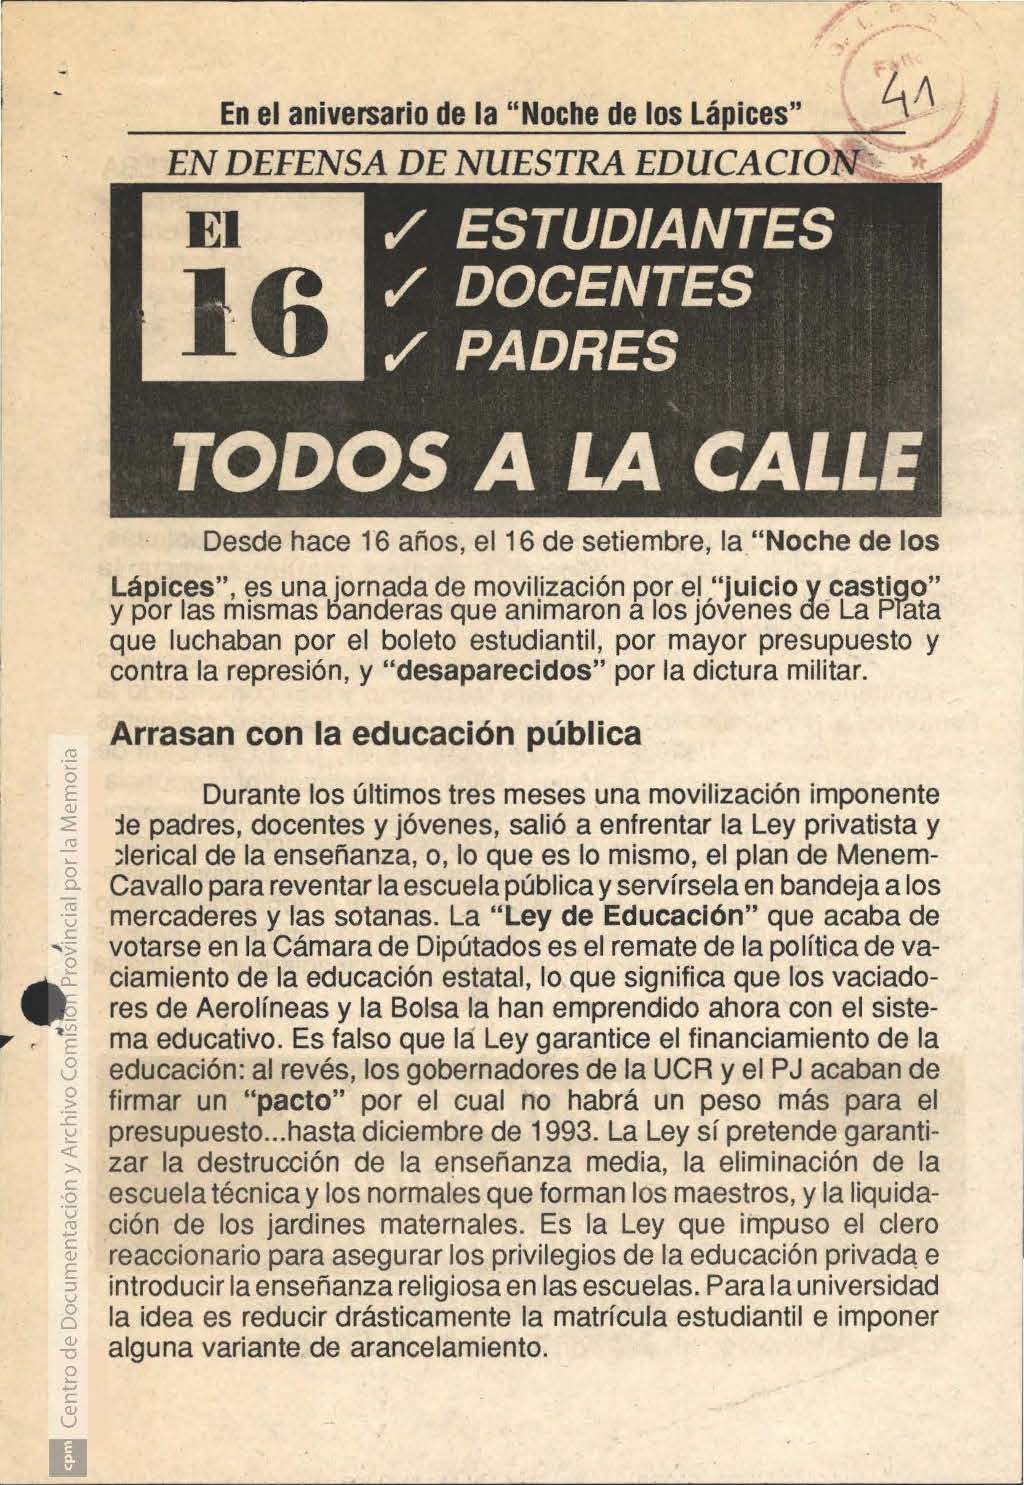 41
En el aniversario de la "Noche de los Lápices"
EN DEFENSA DE NUESTRA EDUCACION
El
16
✓ ESTUDIANTES
✓ DOCENTES
✓ PADRES
TODOS A LA CALLE
Desde hace 16 años, el 16 de setiembre, la "Noche de los
Lápices", es una jornada de movilización por el "juicio y castigo"
y por las mismas banderas que animaron a los jóvenes de La Plata
que luchaban por el boleto estudiantil, por mayor presupuesto y
contra la represión, y "desaparecidos" por la dictura militar.
Arrasan con la educación pública
Durante los últimos tres meses una movilización imponente
de padres, docentes y jóvenes, salió a enfrentar la Ley privatista y
clerical de la enseñanza, o, lo que es lo mismo, el plan de Menem-
Cavallo para reventar la escuela pública y servírsela en bandeja a los
mercaderes y las sotanas. La "Ley de Educación" que acaba de
votarse en la Cámara de Dipútados es el remate de la política de va-
ciamiento de la educación estatal, lo que significa que los vaciado-
res de Aerolíneas y la Bolsa la han emprendido ahora con el siste-
ma educativo. Es falso que la Ley garantice el financiamiento de la
educación: al revés, los gobernadores de la UCR y el PJ acaban de
firmar un "pacto" por el cual no habrá un peso más para el
presupuesto...hasta diciembre de 1993. La Ley sí pretende garanti-
zar la destrucción de la enseñanza media, la eliminación de la
escuela técnica y los normales que forman los maestros, y la liquida-
ción de los jardines maternales. Es la Ley que impuso el clero
reaccionario para asegurar los privilegios de la educación privada e
introducir la enseñanza religiosa en las escuelas. Para la universidad
la idea es reducir drásticamente la matrícula estudiantil e imponer
alguna variante de arancelamiento.
cpm Centro de Documentación y Archivo Comisión Provincial por la Memoria